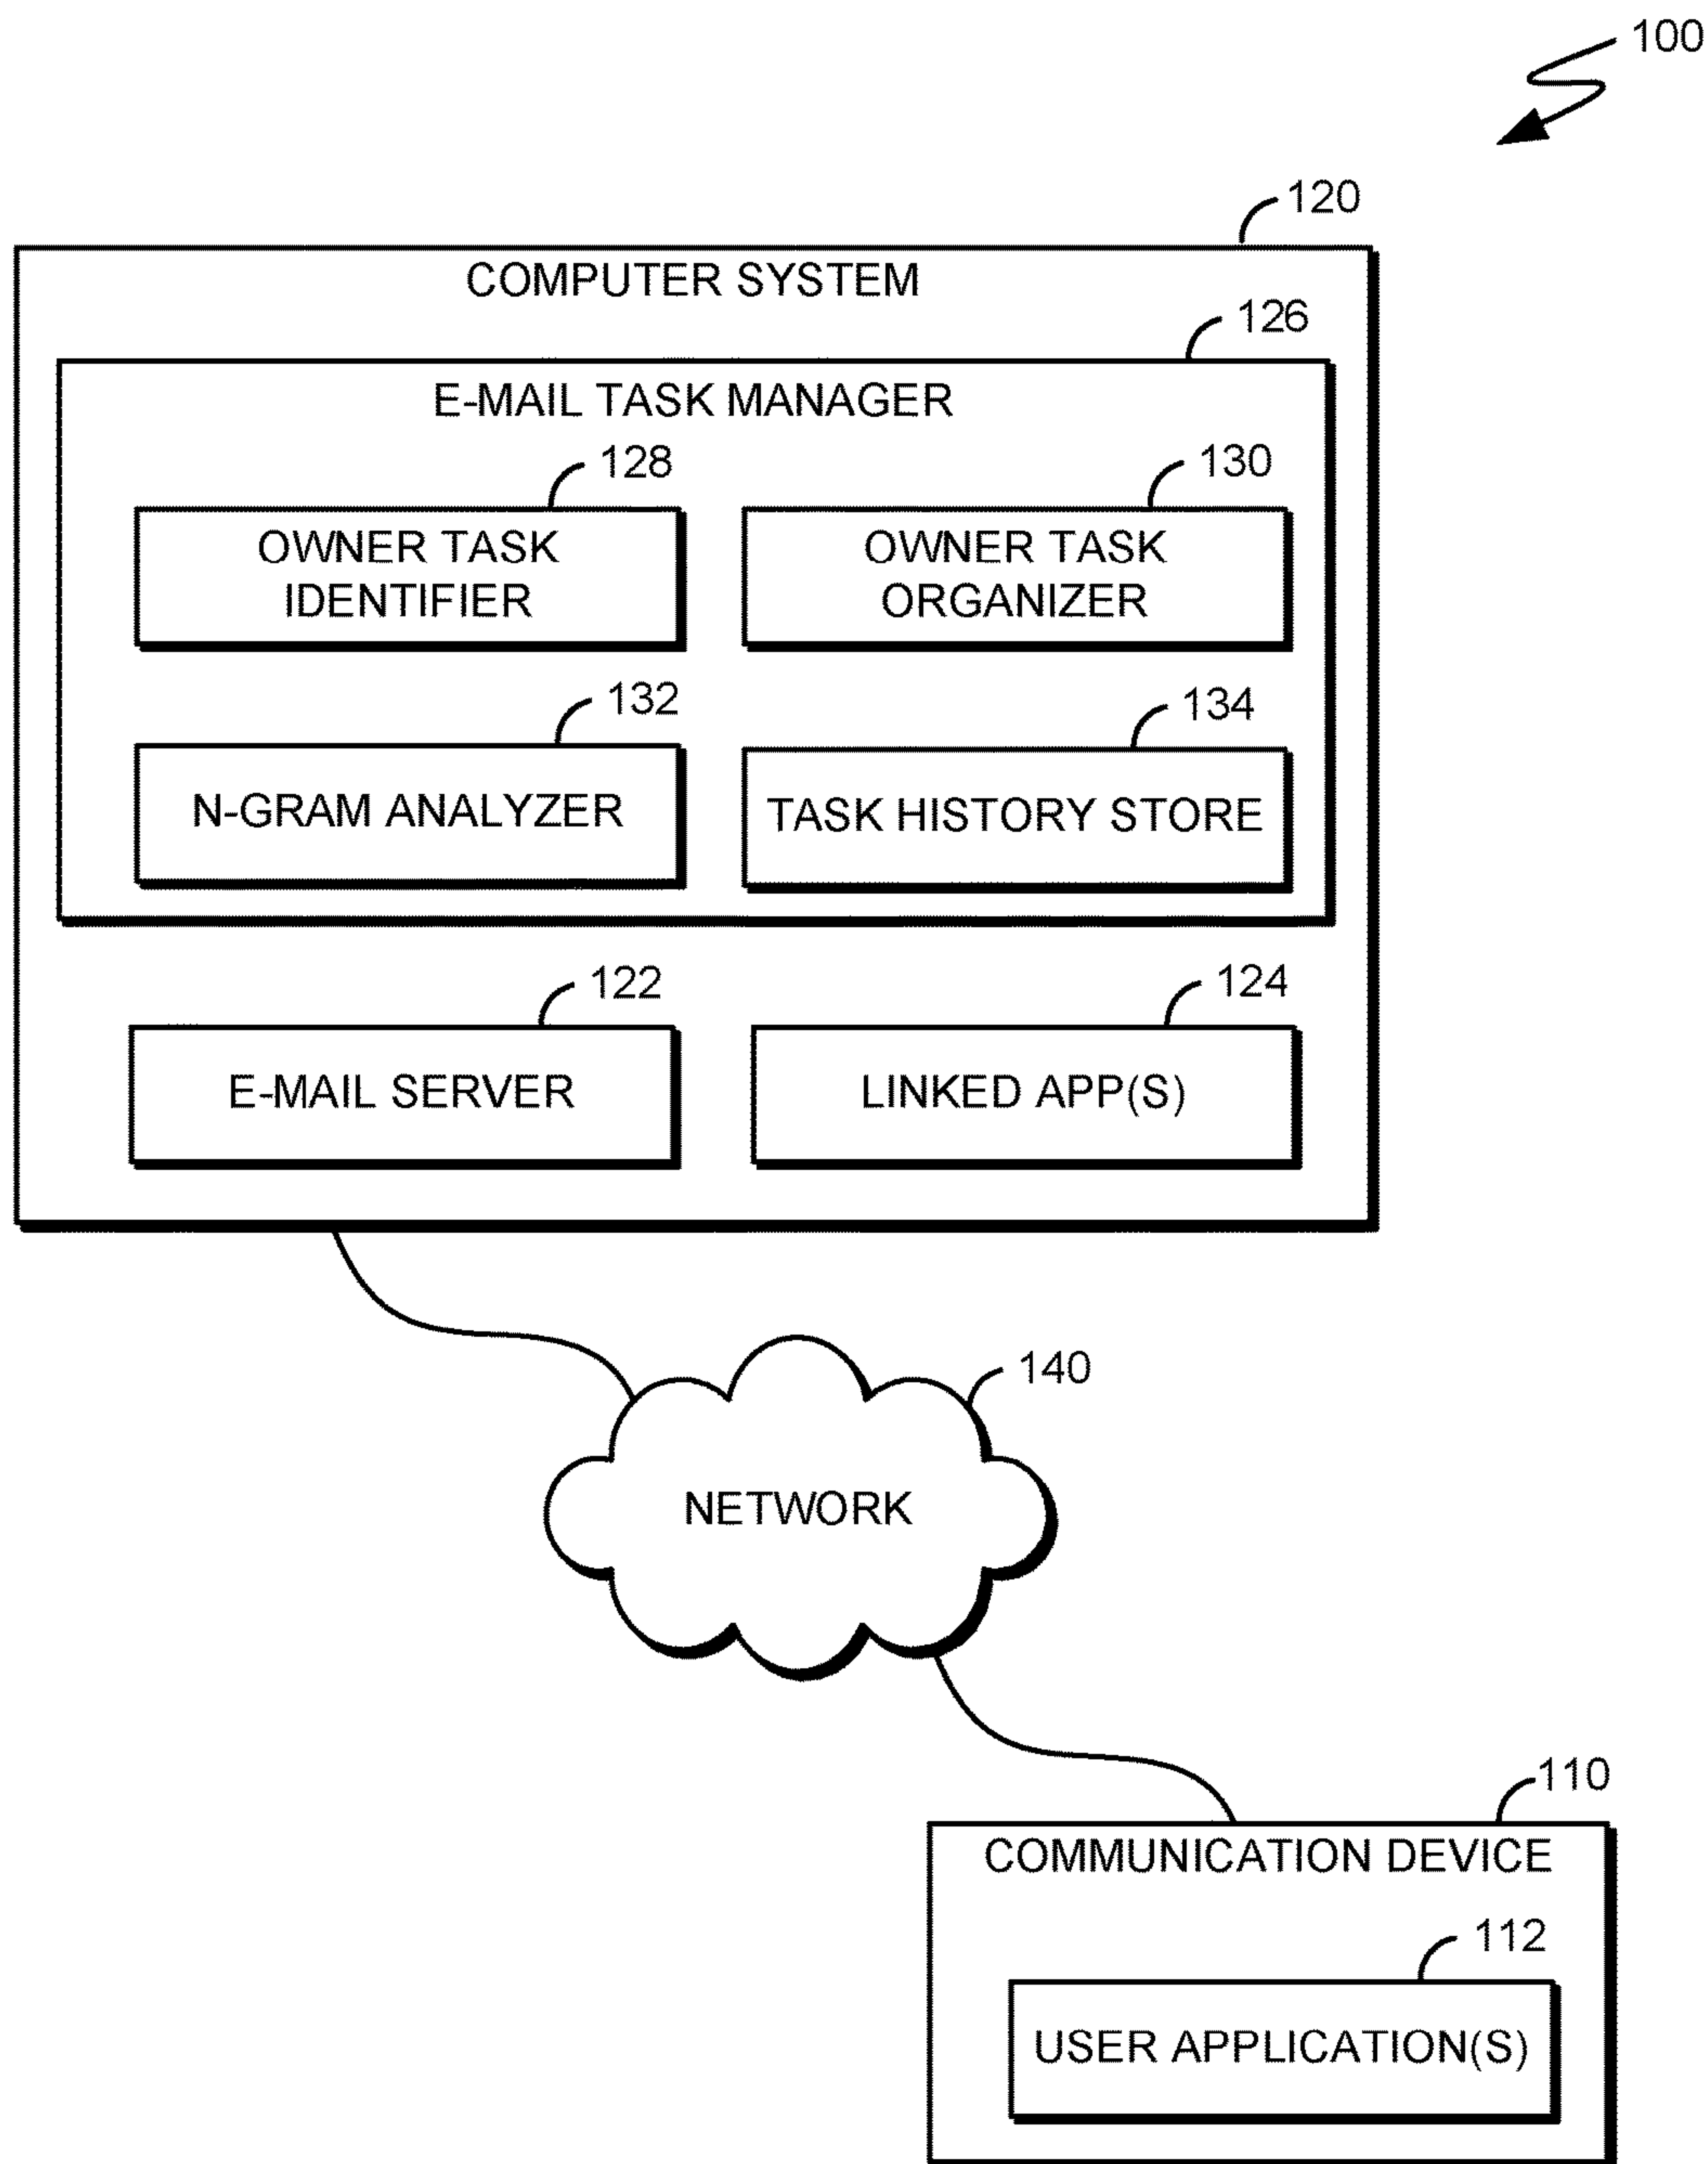 100
120
COMPUTER SYSTEM
126
E-MAIL TASK MANAGER
128
130
OWNER TASK
IDENTIFIER
OWNER TASK
ORGANIZER
132
134
N-GRAM ANALYZER
TASK HISTORY STORE
122
124
E-MAIL SERVER
LINKED APP(S)
140
NETWORK
110
COMMUNICATION DEVICE
112
USER APPLICATION(S)